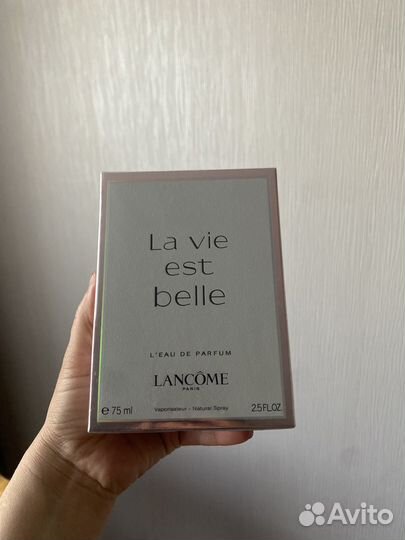 La vie
est
belle
L'EAU DE PARFUM
LANCÔME
PARIS
℮ 75 ml Vaporisateur - Natural Spray 2.5 FL.OZ.
Avito